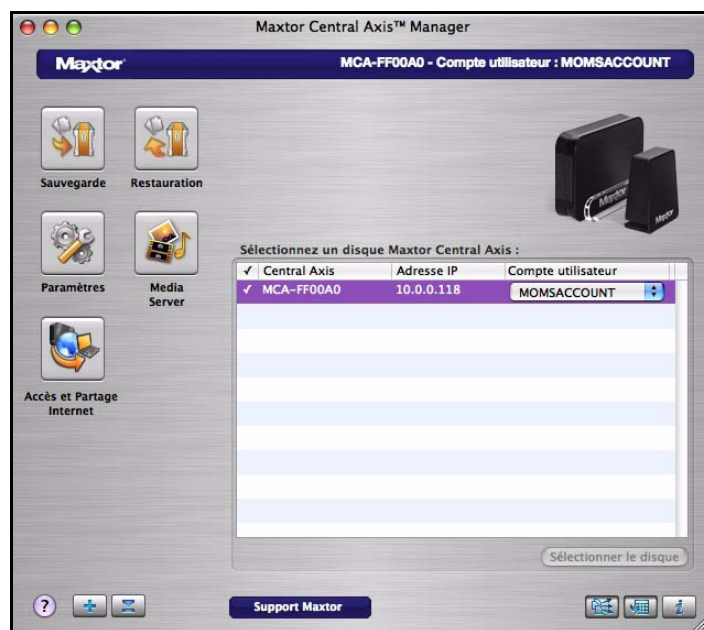 Maxtor Central Axis™ Manager
Maxtor
MCA-FF00A0 - Compte utilisateur : MOMSACCOUNT
Sauvegarde
Restauration
Maxtor
Maxtor
Paramètres
Media
Server
Accès et Partage
Internet
Sélectionnez un disque Maxtor Central Axis :
✓ Central Axis Adresse IP Compte utilisateur
✓ MCA-FF00A0 10.0.0.118 MOMSACCOUNT
Sélectionner le disque
?
Support Maxtor
i